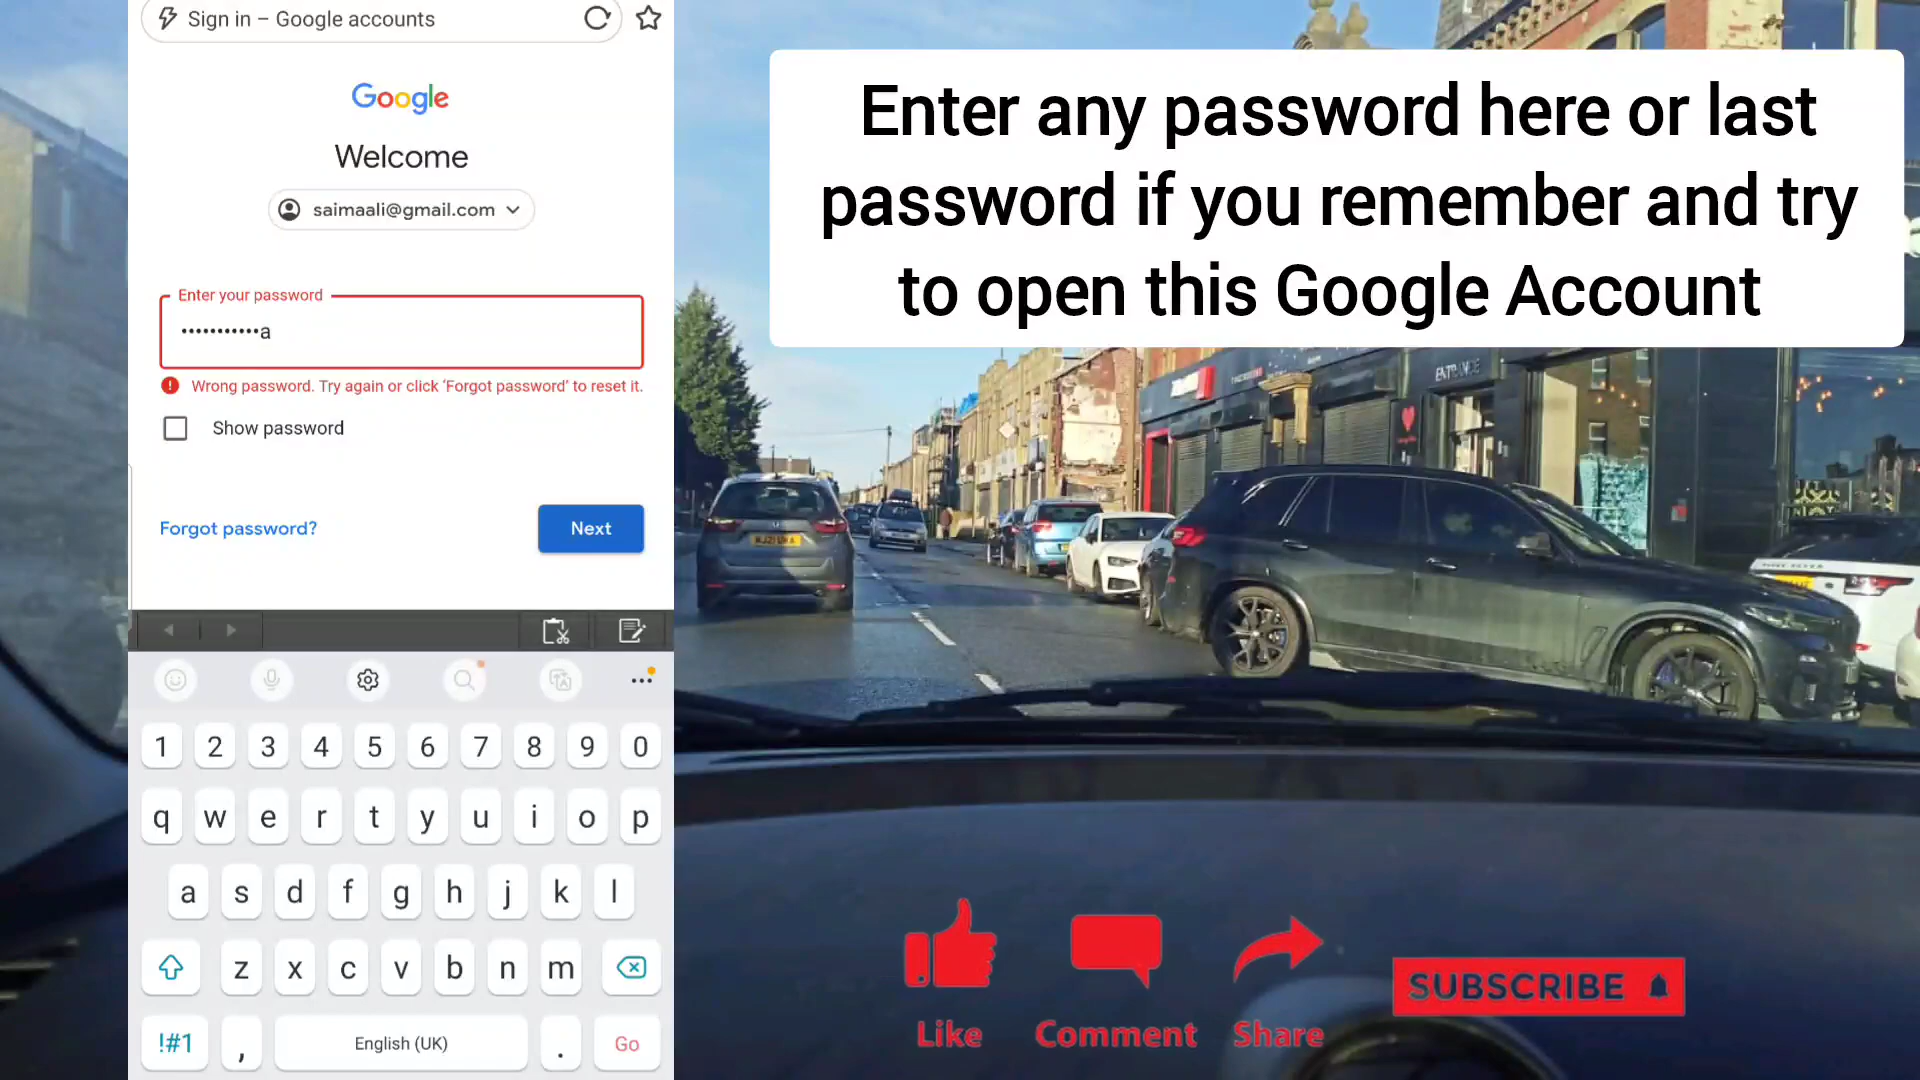 Sign in – Google accounts
Google
Welcome
saimaali@gmail.com
Enter your password
•••••••••••a
Wrong password. Try again or click ‘Forgot password’ to reset it.
Show password
Forgot password?
Next
1 2 3 4 5 6 7 8 9 0
q w e r t y u i o p
a s d f g h j k l
z x c v b n m
!#1 , English (UK) . Go
Enter any password here or last
password if you remember and try
to open this Google Account
ENTRANCE
Like Comment Share
SUBSCRIBE